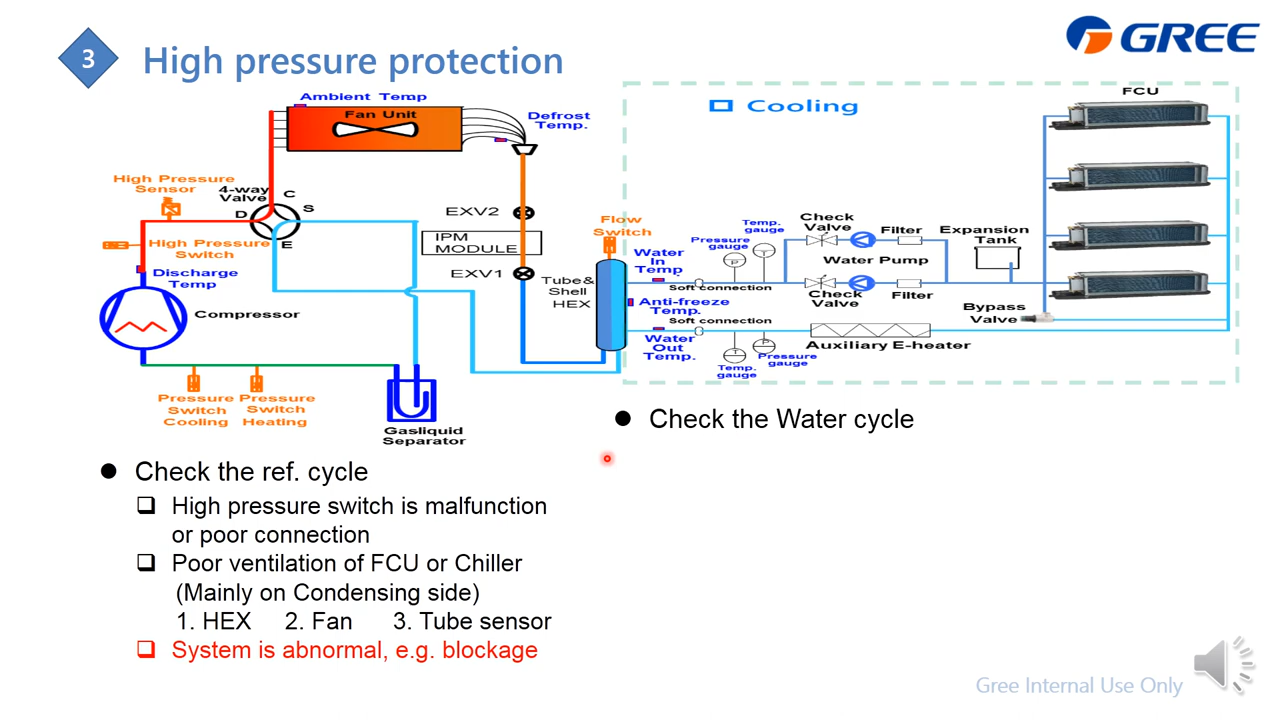 3
High pressure protection
GREE
Ambient Temp
Fan Unit
Defrost
Temp.
High Pressure
Sensor
4-way
Valve
C
D
S
E
High Pressure
Switch
Discharge
Temp
Compressor
EXV2
IPM
MODULE
EXV1
Tube&
Shell
HEX
Pressure
Switch
Cooling
Pressure
Switch
Heating
Gasliquid
Separator
Cooling
FCU
Flow
Switch
Water
In
Temp.
Pressure
gauge
P
Temp.
gauge
T
Soft connection
Check
Valve
Filter
Water Pump
Check
Valve
Filter
Expansion
Tank
Anti-freeze
Temp.
Soft connection
Water
Out
Temp.
T
Temp.
gauge
P
Pressure
gauge
Auxiliary E-heater
Bypass
Valve
Check the Water cycle
Check the ref. cycle
High pressure switch is malfunction
or poor connection
Poor ventilation of FCU or Chiller
(Mainly on Condensing side)
1. HEX 2. Fan 3. Tube sensor
System is abnormal, e.g. blockage
Gree Internal Use Only